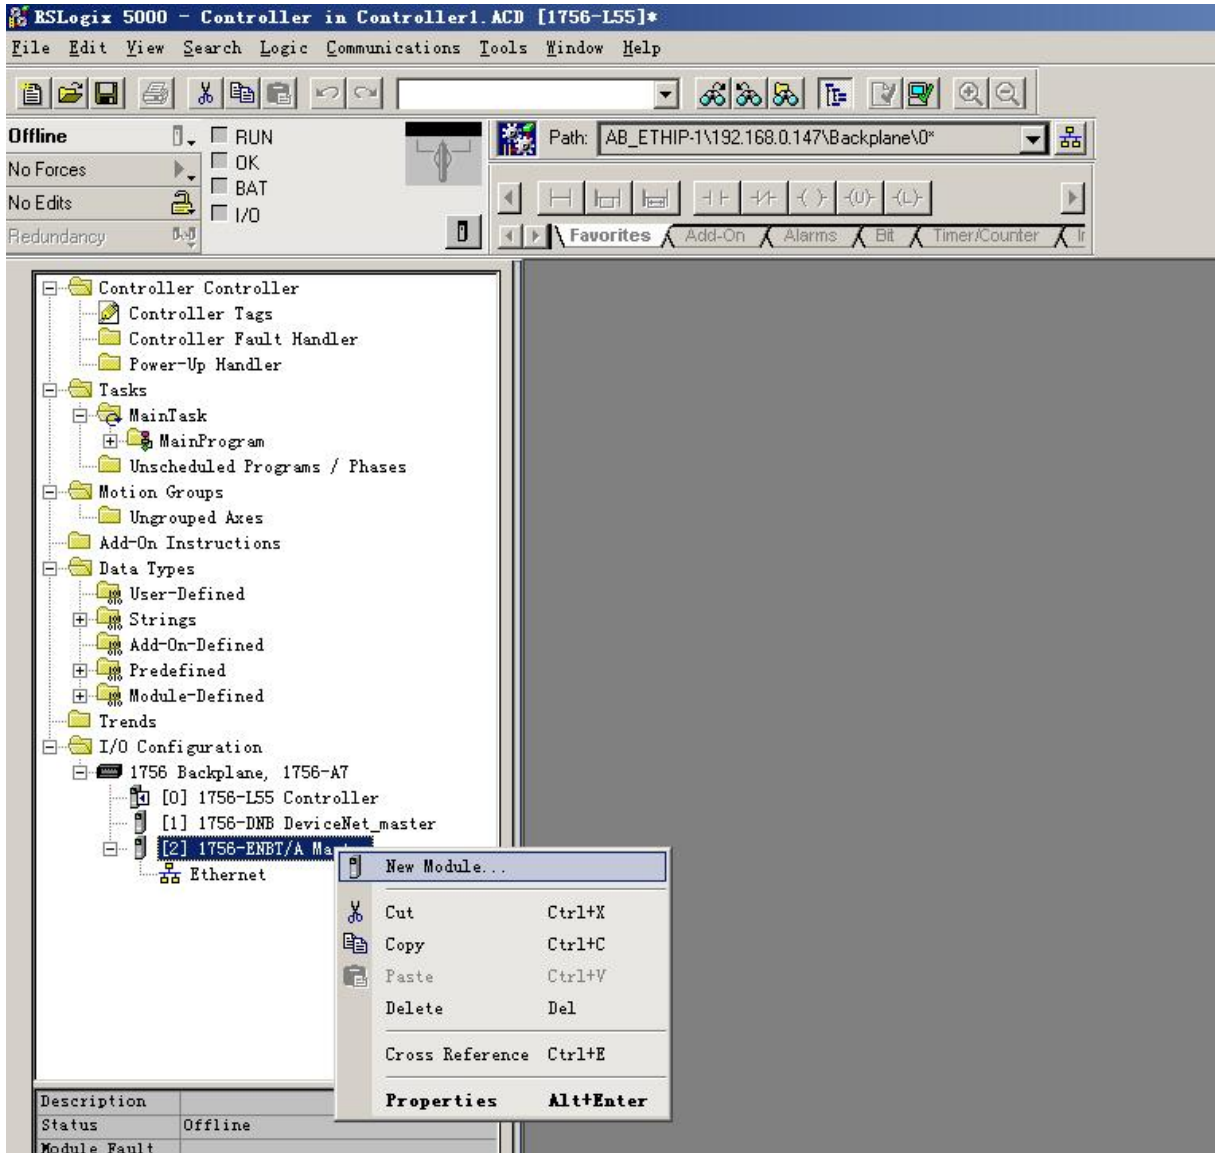 RSLogix 5000 - Controller in Controller1.ACD [1756-L55]*
File Edit View Search Logic Communications Tools Window Help
Offline
RUN
Path: AB_ETHIP-1\192.168.0.147\Backplane\0*
No Forces
OK
No Edits
BAT
I/O
Redundancy
Favorites Add-On Alarms Bit Timer/Counter
Controller Controller
Controller Tags
Controller Fault Handler
Power-Up Handler
Tasks
MainTask
MainProgram
Unscheduled Programs / Phases
Motion Groups
Ungrouped Axes
Add-On Instructions
Data Types
User-Defined
Strings
Add-On-Defined
Predefined
Module-Defined
Trends
I/O Configuration
1756 Backplane, 1756-A7
[0] 1756-L55 Controller
[1] 1756-DNB DeviceNet_master
[2] 1756-ENBT/A
Ethernet
New Module...
Cut Ctrl+X
Copy Ctrl+C
Paste Ctrl+V
Delete Del
Cross Reference Ctrl+E
Properties Alt+Enter
Description
Status Offline
Module Fault